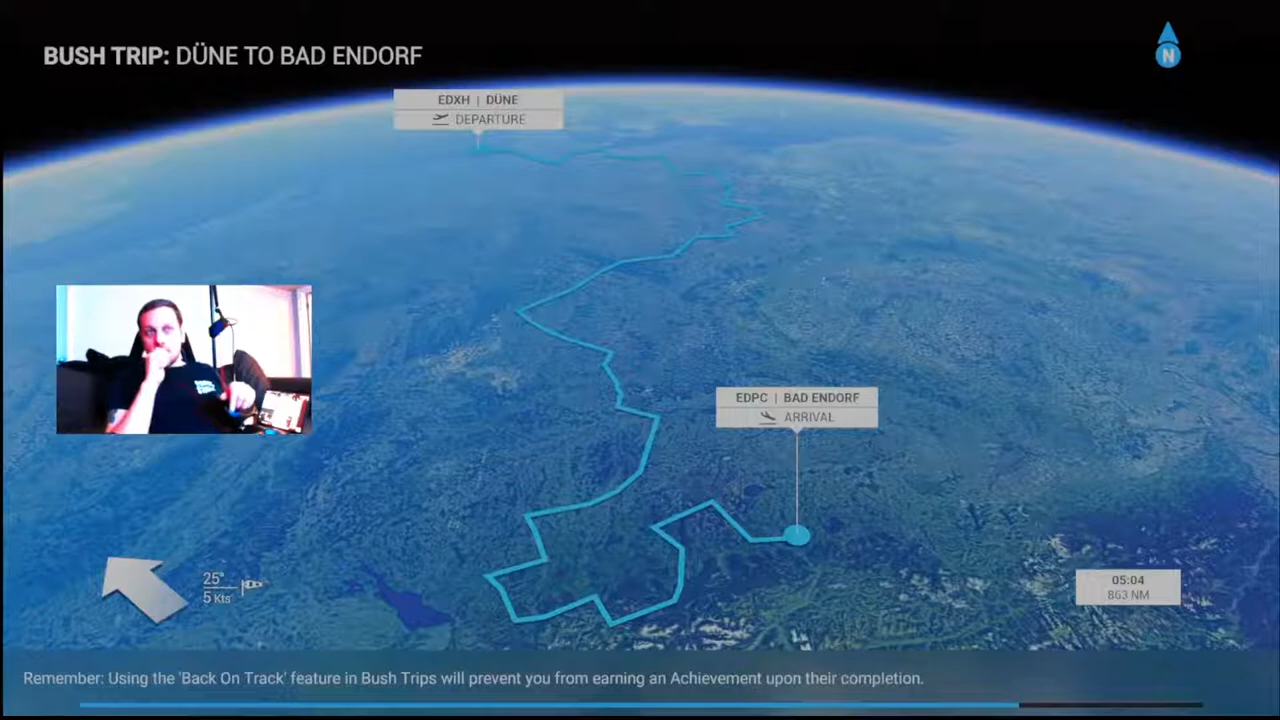 BUSH TRIP: DÜNE TO BAD ENDORF
N
EDXH | DÜNE
DEPARTURE
EDPC | BAD ENDORF
ARRIVAL
25°
5 Kts
05:04
863 NM
Remember: Using the 'Back On Track' feature in Bush Trips will prevent you from earning an Achievement upon their completion.